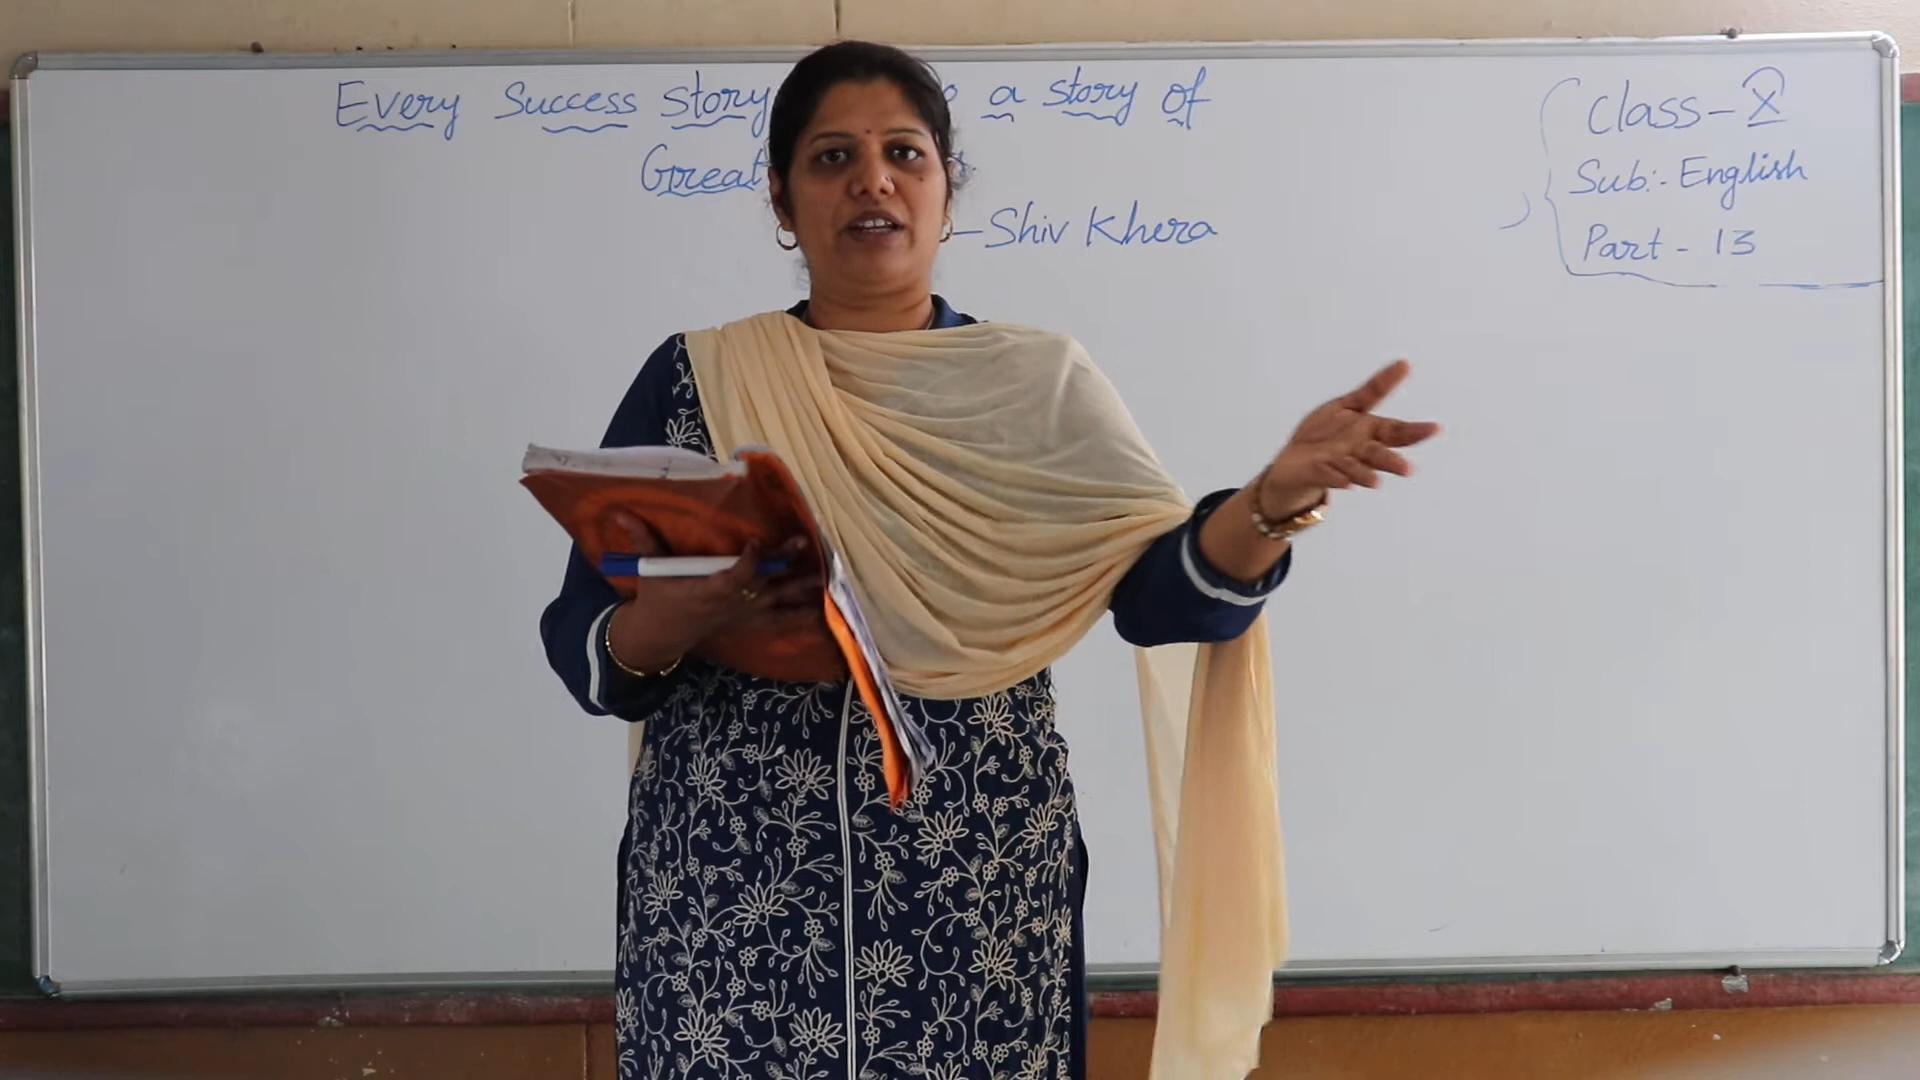 Every Success story a story of
Great
- Shiv Khera
Class - X
Sub:- English
Part - 13